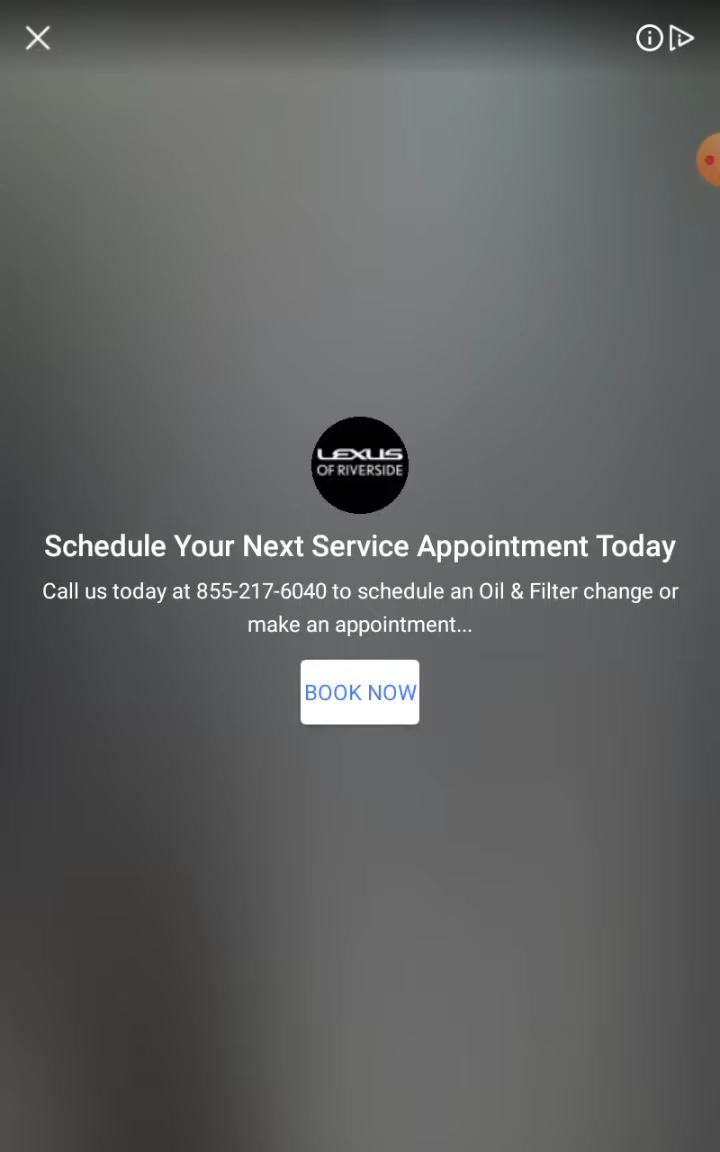 LEXUS
OF RIVERSIDE
Schedule Your Next Service Appointment Today
Call us today at 855-217-6040 to schedule an Oil & Filter change or
make an appointment...
BOOK NOW